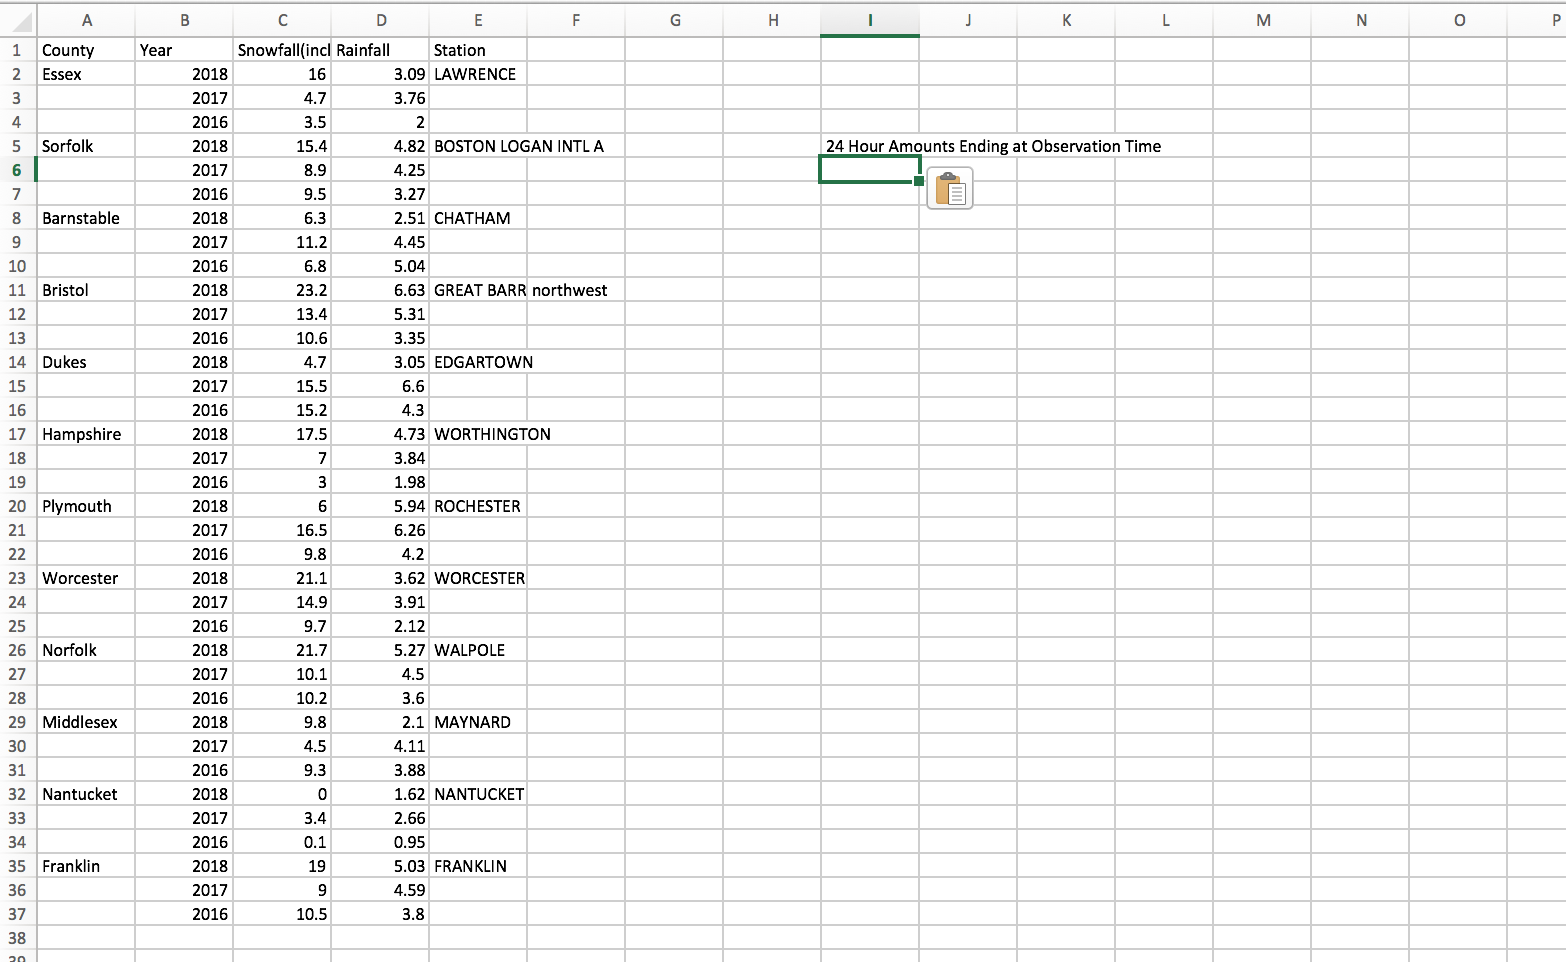 A B C D E F G H I J K L M N O P
1 County Year Snowfall(incl Rainfall Station
2 Essex 2018 16 3.09 LAWRENCE
3 2017 4.7 3.76
4 2016 3.5 2
5 Sorfolk 2018 15.4 4.82 BOSTON LOGAN INTL A 24 Hour Amounts Ending at Observation Time
6 2017 8.9 4.25
7 2016 9.5 3.27
8 Barnstable 2018 6.3 2.51 CHATHAM
9 2017 11.2 4.45
10 2016 6.8 5.04
11 Bristol 2018 23.2 6.63 GREAT BARR northwest
12 2017 13.4 5.31
13 2016 10.6 3.35
14 Dukes 2018 4.7 3.05 EDGARTOWN
15 2017 15.5 6.6
16 2016 15.2 4.3
17 Hampshire 2018 17.5 4.73 WORTHINGTON
18 2017 7 3.84
19 2016 3 1.98
20 Plymouth 2018 6 5.94 ROCHESTER
21 2017 16.5 6.26
22 2016 9.8 4.2
23 Worcester 2018 21.1 3.62 WORCESTER
24 2017 14.9 3.91
25 2016 9.7 2.12
26 Norfolk 2018 21.7 5.27 WALPOLE
27 2017 10.1 4.5
28 2016 10.2 3.6
29 Middlesex 2018 9.8 2.1 MAYNARD
30 2017 4.5 4.11
31 2016 9.3 3.88
32 Nantucket 2018 0 1.62 NANTUCKET
33 2017 3.4 2.66
34 2016 0.1 0.95
35 Franklin 2018 19 5.03 FRANKLIN
36 2017 9 4.59
37 2016 10.5 3.8
38
39